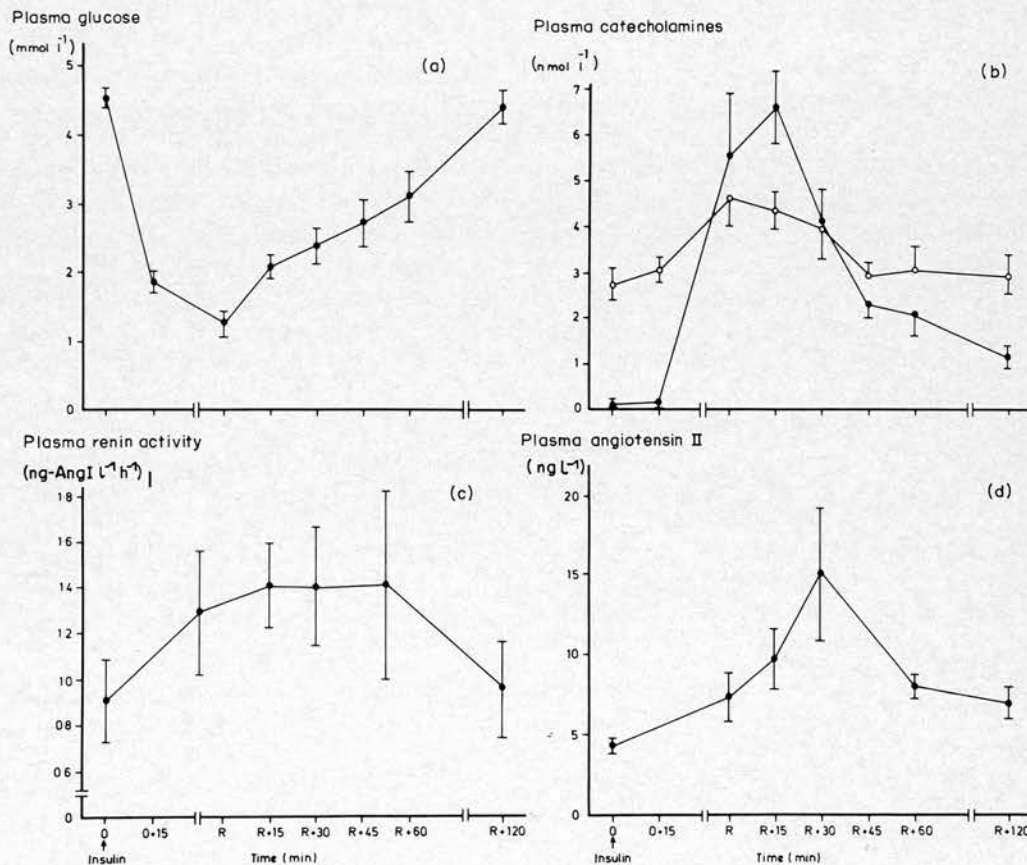 Plasma glucose
(mmol l⁻¹)
(a)
5
4
3
2
1
0
Plasma catecholamines
(nmol l⁻¹)
(b)
7
6
5
4
3
2
1
0
Plasma renin activity
(ng-AngI l⁻¹ h⁻¹)
(c)
1.8
1.6
1.4
1.2
1.0
0.8
0.6
0
0 0+15 R R+15 R+30 R+45 R+60 R+120
Insulin Time (min)
Plasma angiotensin II
(ng l⁻¹)
(d)
20
15
10
5
0
0 0+15 R R+15 R+30 R+45 R+60 R+120
Insulin Time (min)